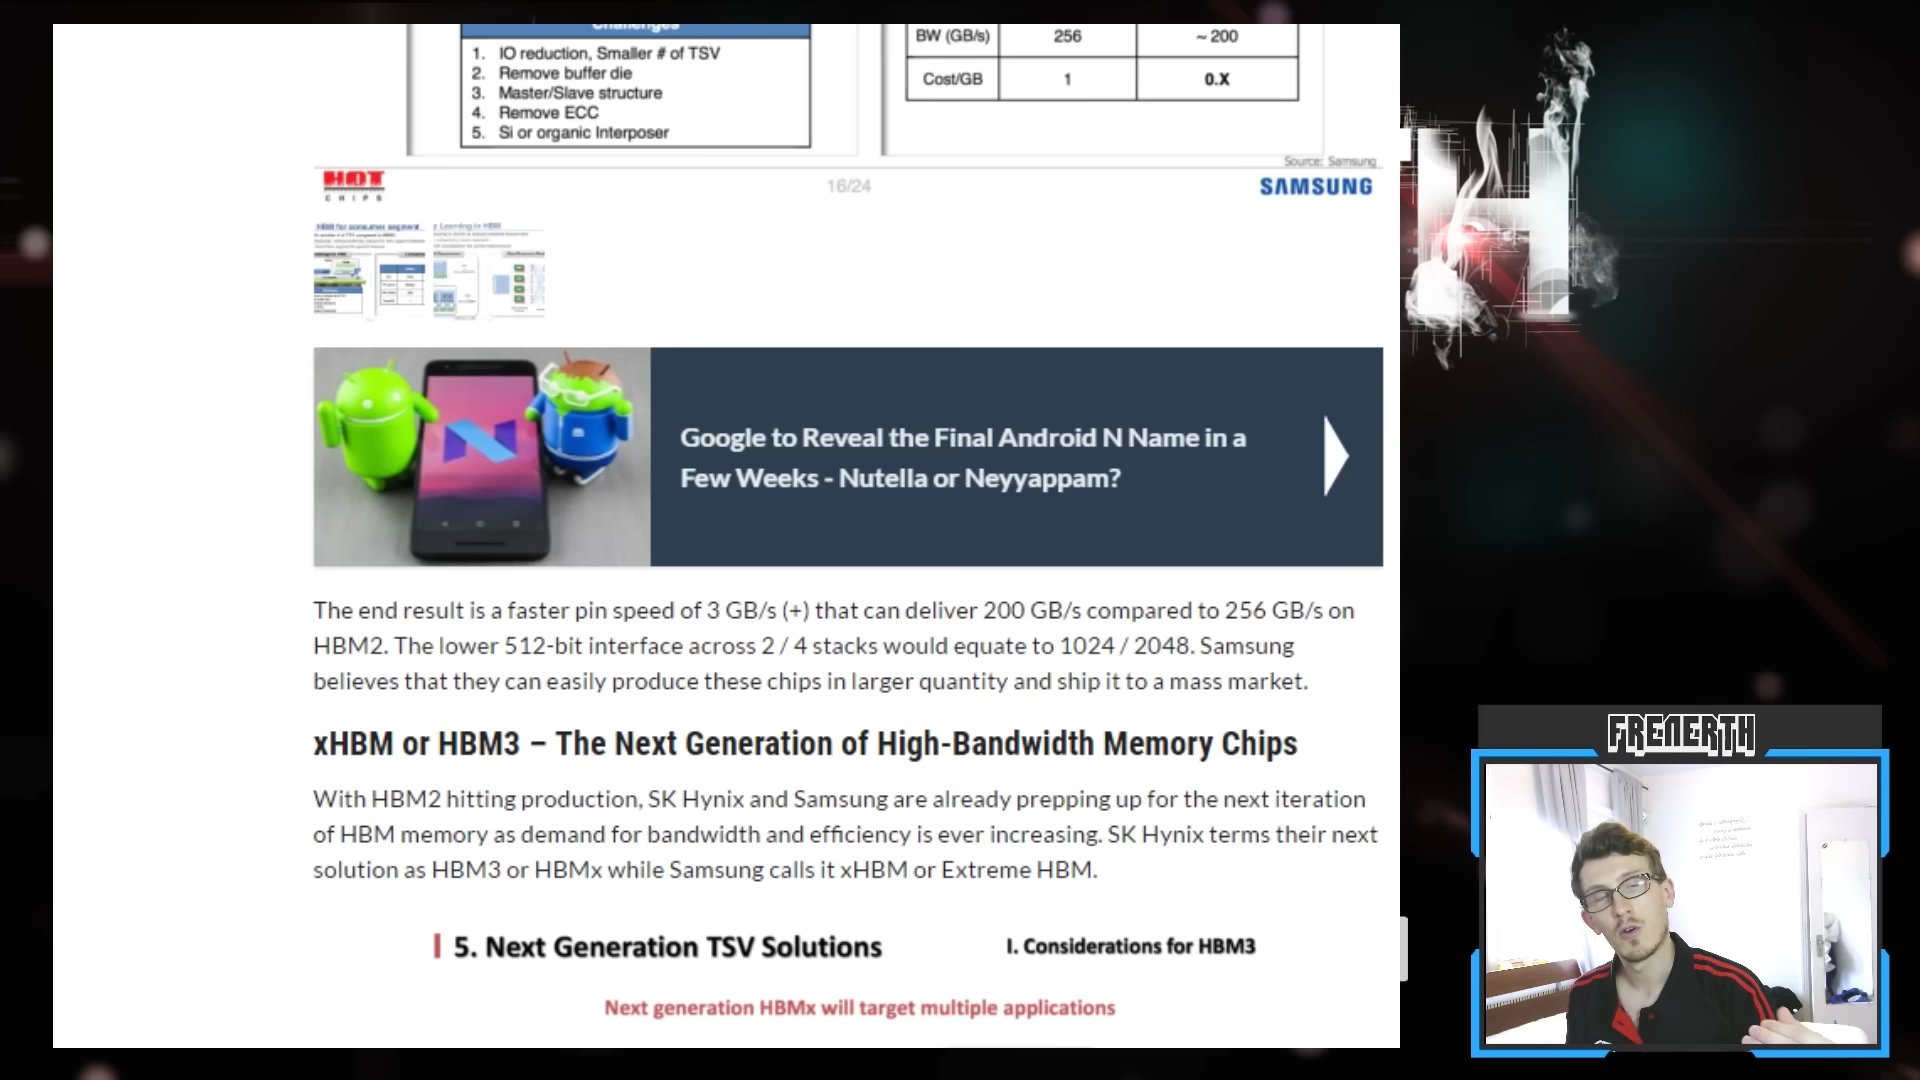 Challenges
1. IO reduction, Smaller # of TSV
2. Remove buffer die
3. Master/Slave structure
4. Remove ECC
5. Si or organic Interposer
BW (GB/s) 256 ~ 200
Cost/GB 1 0.X
Source: Samsung
HOT
CHIPS
16/24
SAMSUNG
HBM for consumer segment
Learning in HBM
Google to Reveal the Final Android N Name in a
Few Weeks - Nutella or Neyyappam?
The end result is a faster pin speed of 3 GB/s (+) that can deliver 200 GB/s compared to 256 GB/s on
HBM2. The lower 512-bit interface across 2 / 4 stacks would equate to 1024 / 2048. Samsung
believes that they can easily produce these chips in larger quantity and ship it to a mass market.
xHBM or HBM3 – The Next Generation of High-Bandwidth Memory Chips
With HBM2 hitting production, SK Hynix and Samsung are already prepping up for the next iteration
of HBM memory as demand for bandwidth and efficiency is ever increasing. SK Hynix terms their next
solution as HBM3 or HBMx while Samsung calls it xHBM or Extreme HBM.
5. Next Generation TSV Solutions
I. Considerations for HBM3
Next generation HBMx will target multiple applications
H
FRENERTH